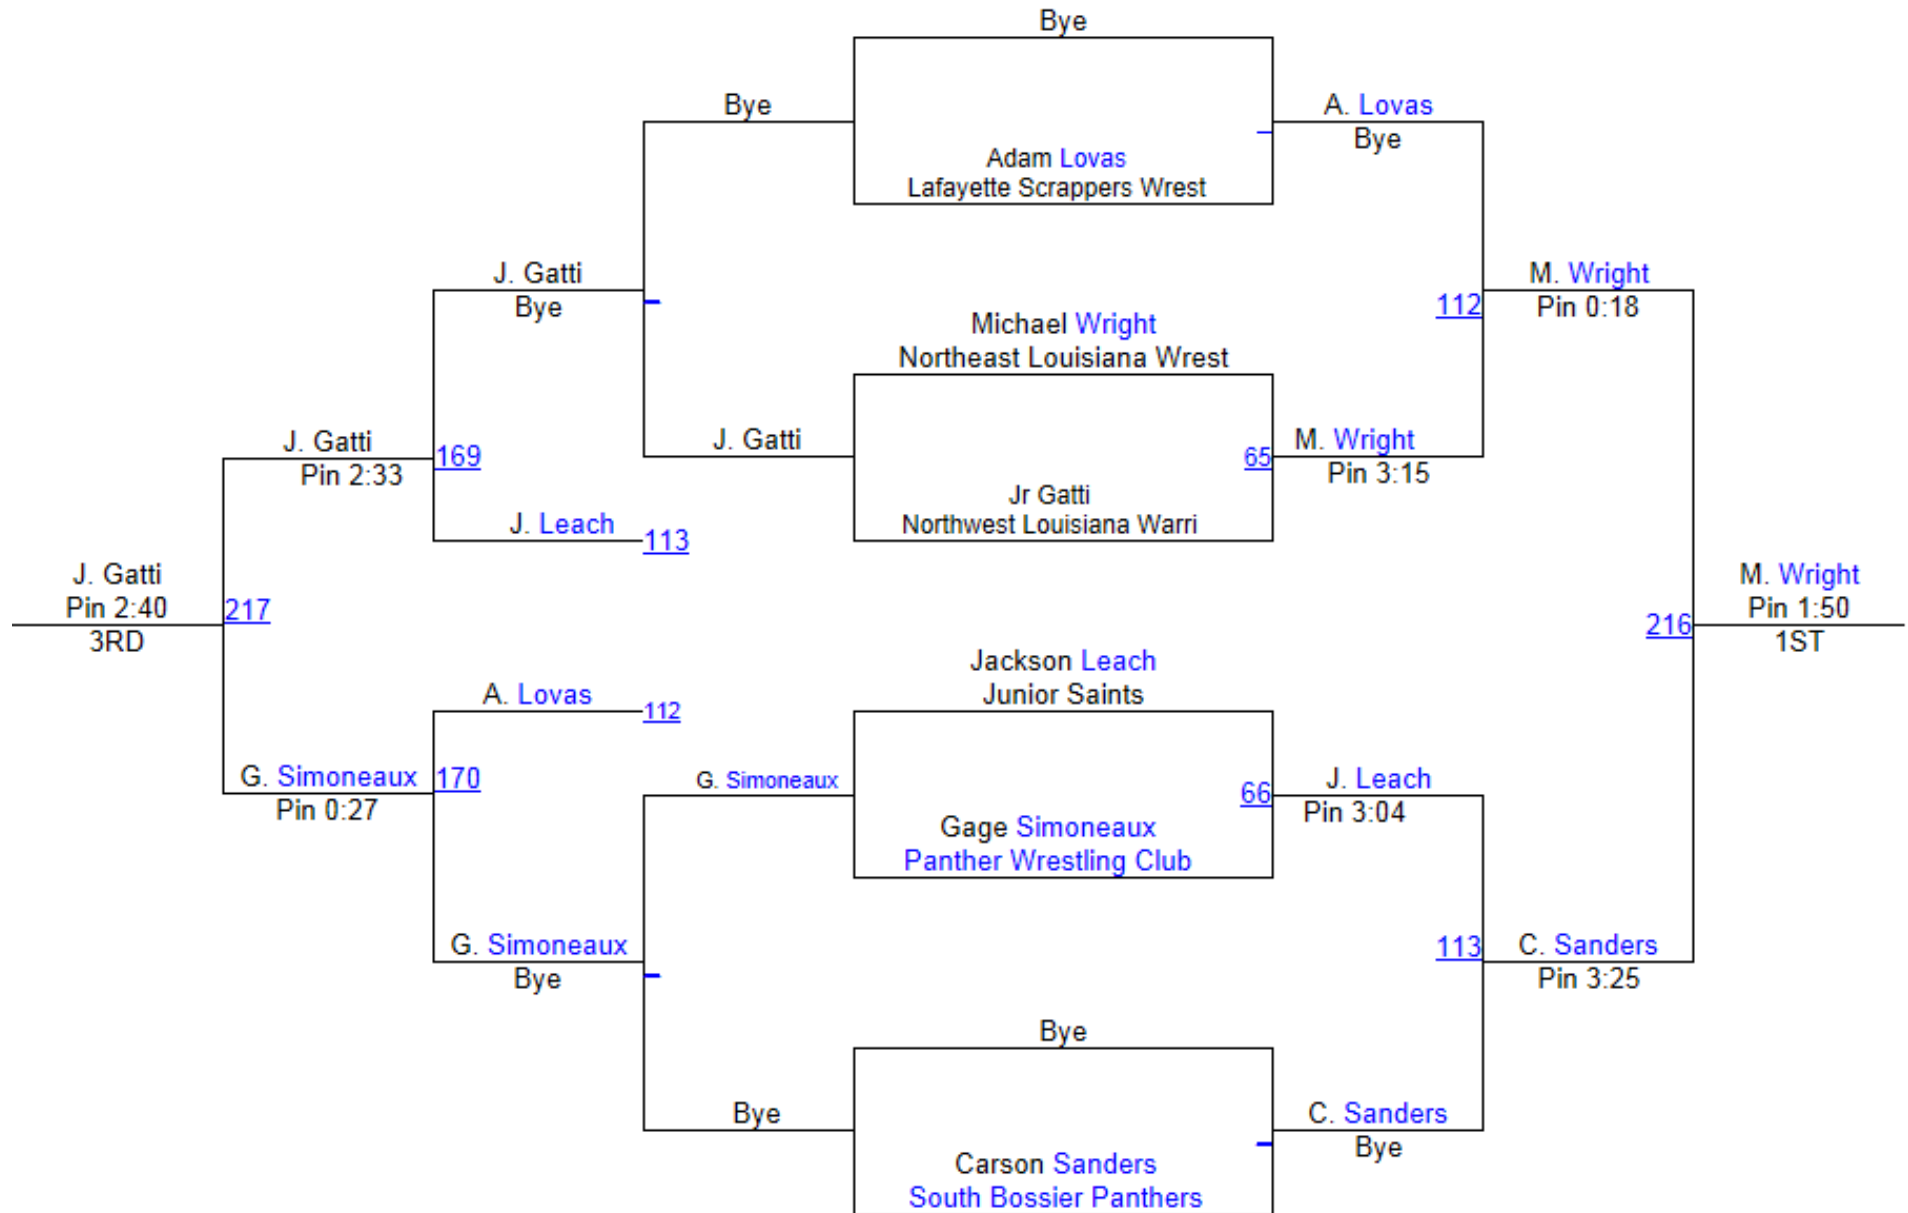 Bye
Bye
A. Lovas
Bye
Adam Lovas
Lafayette Scrappers Wrest
J. Gatti
Bye
M. Wright
112
Pin 0:18
Michael Wright
Northeast Louisiana Wrest
J. Gatti
169
Pin 2:33
J. Gatti
65
M. Wright
Pin 3:15
Jr Gatti
Northwest Louisiana Warri
J. Leach
113
J. Gatti
Pin 2:40
217
3RD
M. Wright
Pin 1:50
216
1ST
Jackson Leach
Junior Saints
A. Lovas
112
G. Simoneaux
170
Pin 0:27
G. Simoneaux
66
J. Leach
Pin 3:04
Gage Simoneaux
Panther Wrestling Club
G. Simoneaux
Bye
113
C. Sanders
Pin 3:25
Bye
Bye
C. Sanders
Bye
Carson Sanders
South Bossier Panthers